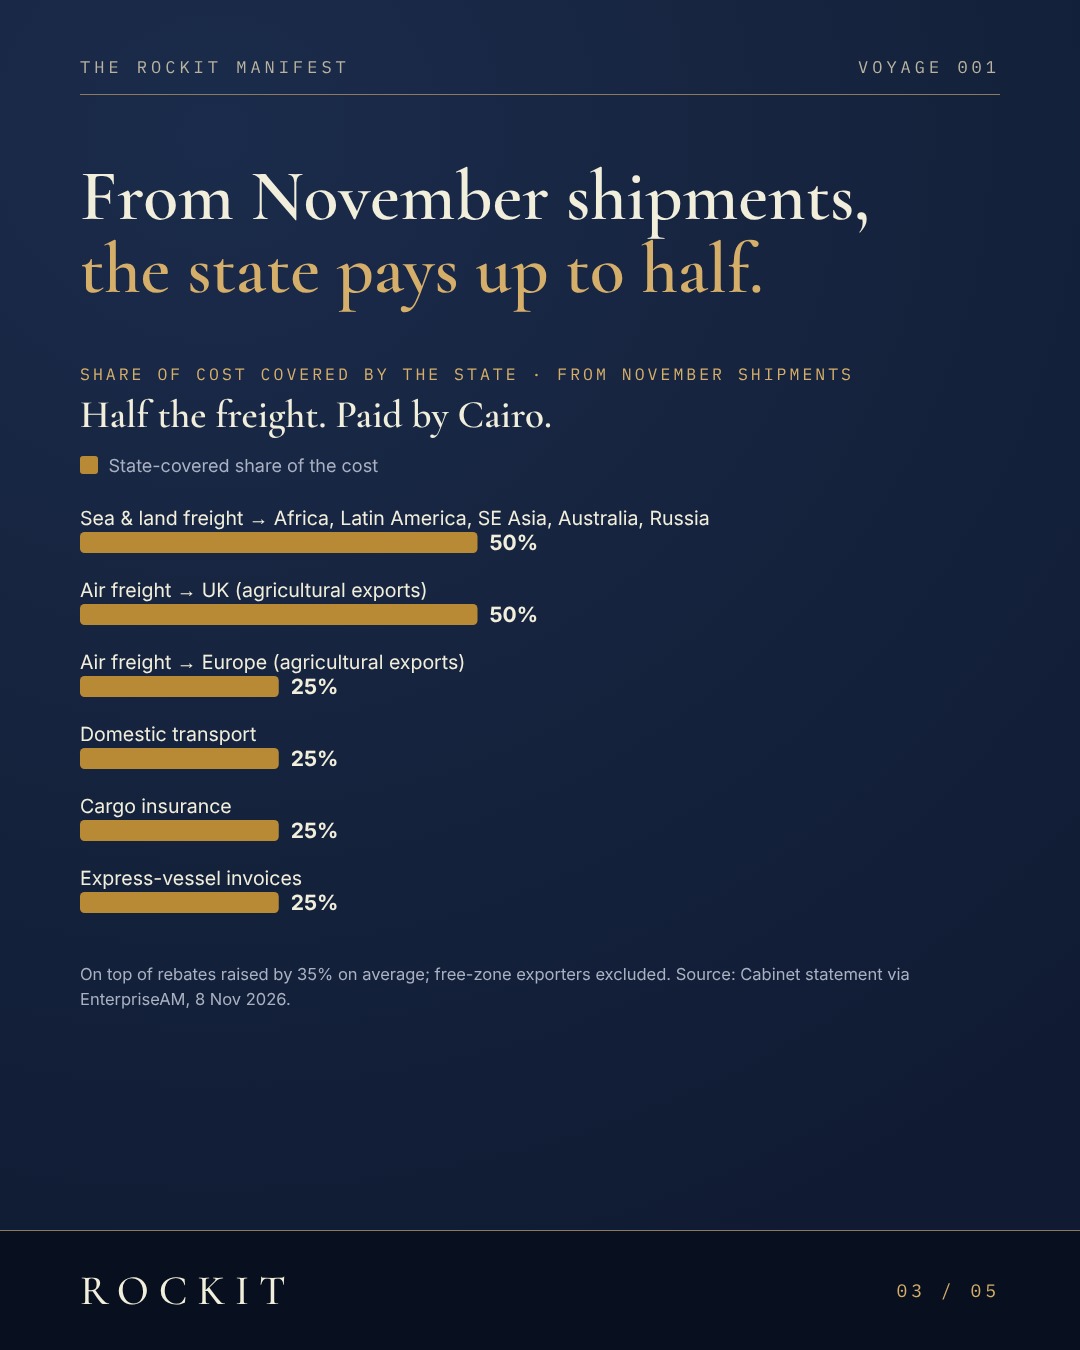 THE ROCKIT MANIFEST
VOYAGE 001
From November shipments,
the state pays up to half.
SHARE OF COST COVERED BY THE STATE · FROM NOVEMBER SHIPMENTS
Half the freight. Paid by Cairo.
State-covered share of the cost
Sea & land freight → Africa, Latin America, SE Asia, Australia, Russia
50%
Air freight → UK (agricultural exports)
50%
Air freight → Europe (agricultural exports)
25%
Domestic transport
25%
Cargo insurance
25%
Express-vessel invoices
25%
On top of rebates raised by 35% on average; free-zone exporters excluded. Source: Cabinet statement via
EnterpriseAM, 8 Nov 2026.
ROCKIT
03 / 05